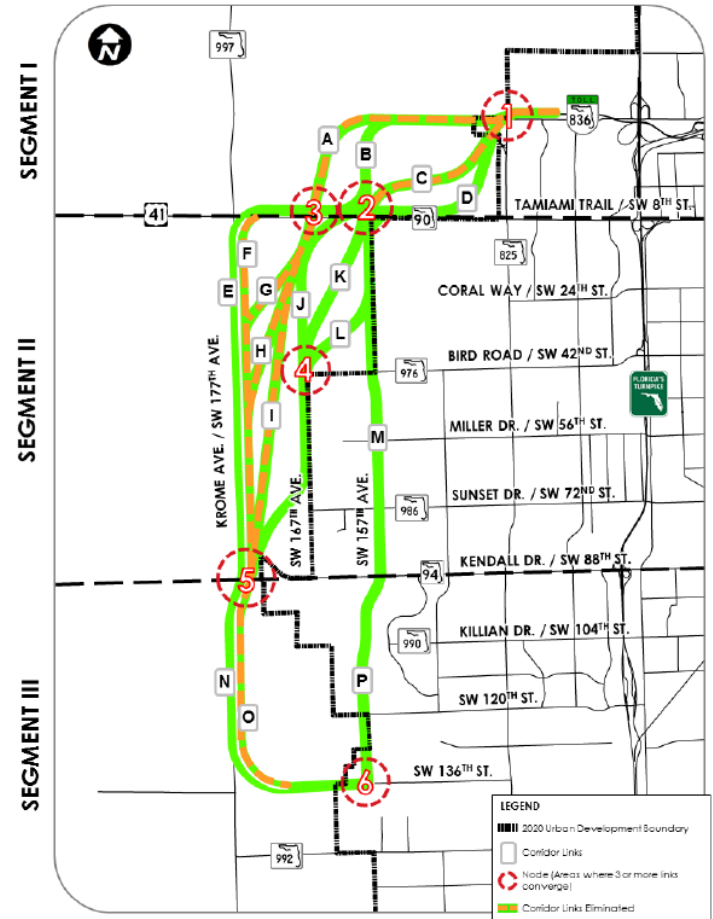 N
997
SEGMENT I
1
TOLL
836
A
B
C
D
3
2
41
90
TAMIAMI TRAIL / SW 8TH ST.
825
F
E
G
K
J
H
L
CORAL WAY / SW 24TH ST.
4
BIRD ROAD / SW 42ND ST.
976
I
SEGMENT II
KROME AVE. / SW 177TH AVE.
FLORIDA'S
TURNPIKE
M
MILLER DR. / SW 56TH ST.
SW 167TH AVE.
SW 157TH AVE.
SUNSET DR. / SW 72ND ST.
986
5
KENDALL DR. / SW 88TH ST.
94
KILLIAN DR. / SW 104TH ST.
990
N
O
P
SEGMENT III
SW 120TH ST.
6
SW 136TH ST.
992
LEGEND
2020 Urban Development Boundary
Corridor Links
Node (Areas where 3 or more links
converge)
Corridor Links Eliminated